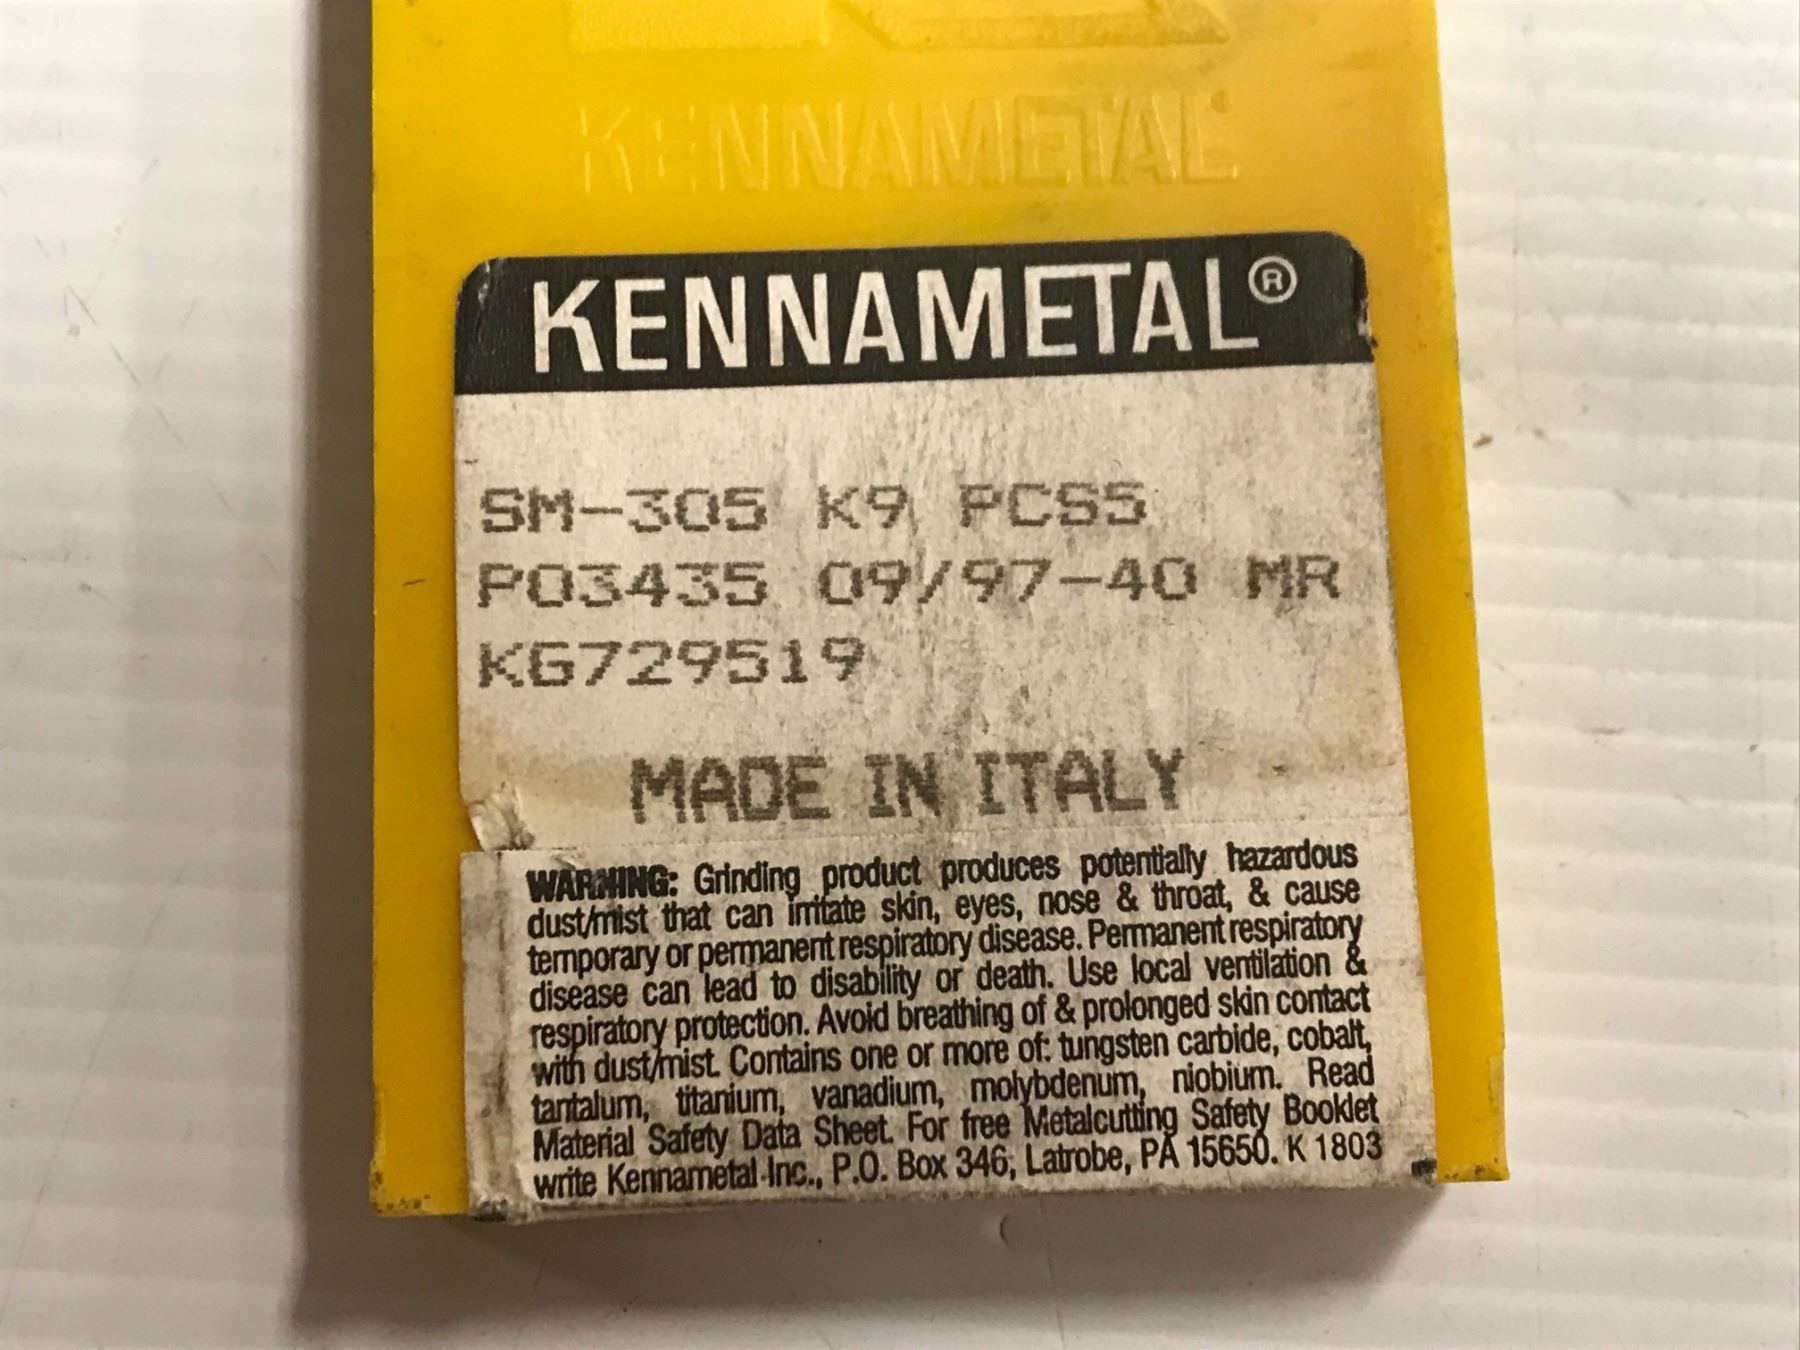 KENNAMETAL
KENNAMETAL®
SM-305 K9 PCS5
P03435 09/97-40 MR
KG729519
MADE IN ITALY
WARNING: Grinding product produces potentially hazardous
dust/mist that can irritate skin, eyes, nose & throat, & cause
temporary or permanent respiratory disease. Permanent respiratory
disease can lead to disability or death. Use local ventilation &
respiratory protection. Avoid breathing of & prolonged skin contact
with dust/mist. Contains one or more of: tungsten carbide, cobalt,
tantalum, titanium, vanadium, molybdenum, niobium. Read
Material Safety Data Sheet. For free Metalcutting Safety Booklet
write Kennametal Inc., P.O. Box 346, Latrobe, PA 15650. K 1803